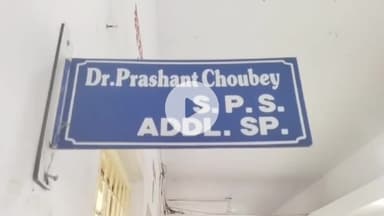 Dr.Prashant Choubey
S. P. S.
ADDL. SP.